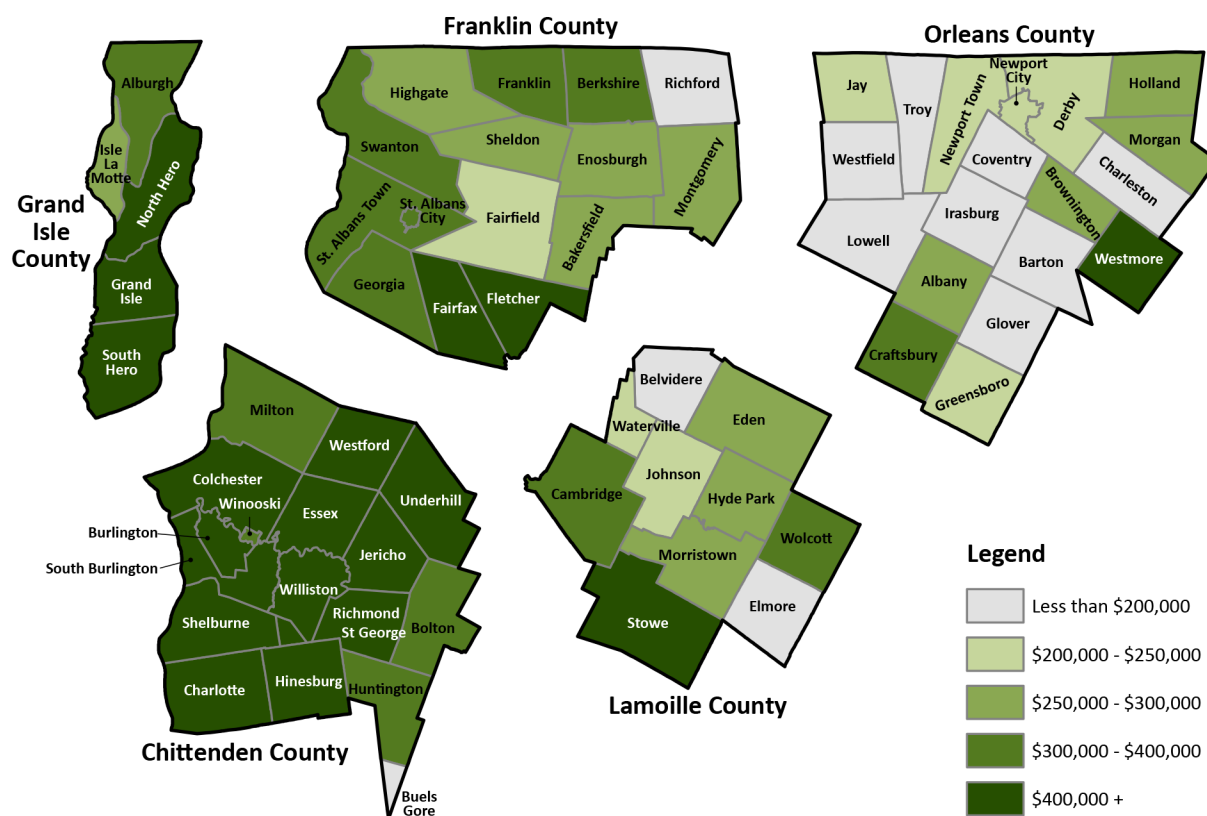 Franklin County
Orleans County
Grand
Isle
County
Chittenden County
Lamoille County
Alburgh
Isle
La
Motte
North Hero
Grand
Isle
South
Hero
Highgate
Franklin
Berkshire
Richford
Swanton
Sheldon
Enosburgh
Montgomery
St. Albans Town
St. Albans
City
Fairfield
Bakersfield
Georgia
Fairfax
Fletcher
Jay
Troy
Newport Town
Newport
City
Derby
Holland
Morgan
Westfield
Coventry
Charleston
Brownington
Irasburg
Lowell
Barton
Westmore
Albany
Glover
Craftsbury
Greensboro
Milton
Westford
Colchester
Winooski
Underhill
Essex
Burlington
South Burlington
Jericho
Williston
Richmond
St George
Bolton
Shelburne
Charlotte
Hinesburg
Huntington
Buels
Gore
Belvidere
Waterville
Eden
Johnson
Cambridge
Hyde Park
Wolcott
Morristown
Elmore
Stowe
Legend
Less than $200,000
$200,000 - $250,000
$250,000 - $300,000
$300,000 - $400,000
$400,000 +